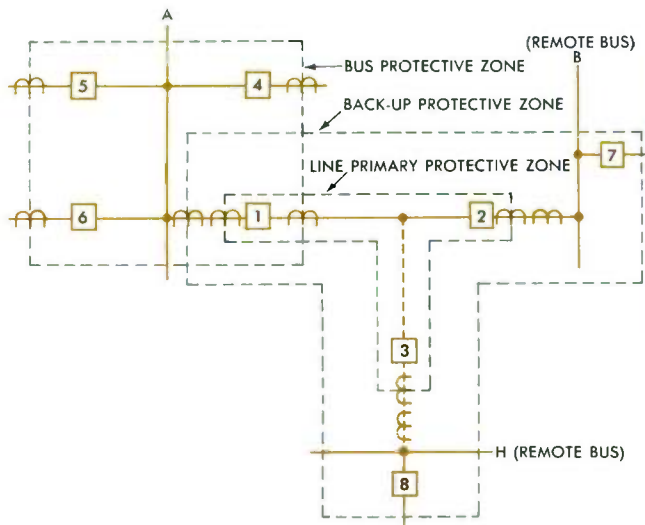 A
(REMOTE BUS)
B
BUS PROTECTIVE ZONE
5
4
BACK-UP PROTECTIVE ZONE
7
LINE PRIMARY PROTECTIVE ZONE
6
1
2
3
H (REMOTE BUS)
8